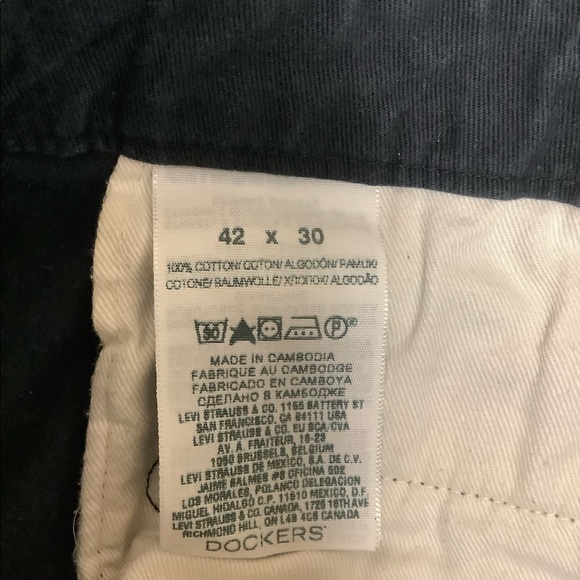 42 x 30
100% COTTON/COTON/ALGODÓN/PAMUK/
COTONE/BAUMWOLLE/ХЛОПОК/ALGODÃO
P
MADE IN CAMBODIA
FABRIQUE AU CAMBODGE
FABRICADO EN CAMBOYA
СДЕЛАНО В КАМБОДЖЕ
LEVI STRAUSS & CO. 1155 BATTERY ST
SAN FRANCISCO, CA 94111 USA
LEVI STRAUSS & CO. EU SCA/CVA
AV. A. FRAITEUR, 15-23
1050 BRUSSELS, BELGIUM
LEVI STRAUSS DE MEXICO, S.A. DE C.V.
JAIME BALMES #8 OFICINA 502
LOS MORALES, POLANCO DELEGACION
MIGUEL HIDALGO C.P. 11510 MEXICO, D.F.
LEVI STRAUSS & CO. CANADA, 1725 16TH AVE
RICHMOND HILL, ON L4B 4C6 CANADA
DOCKERS